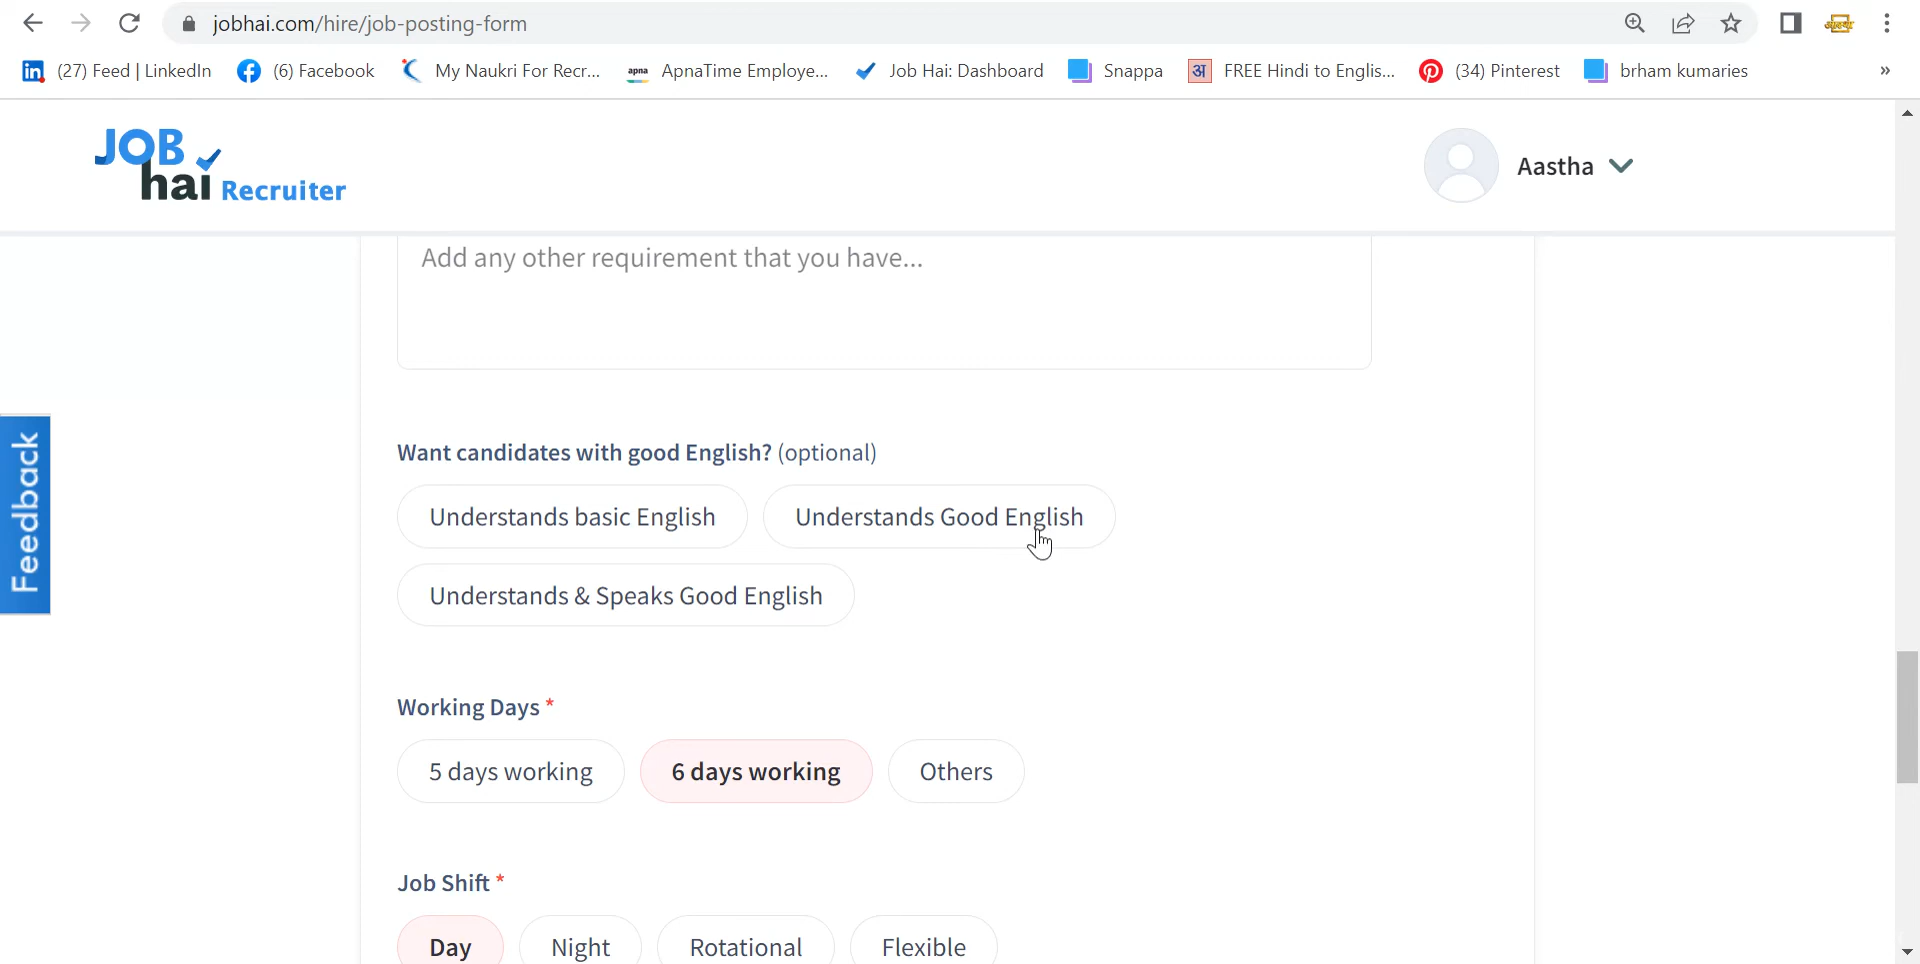 jobhai.com/hire/job-posting-form
(27) Feed | LinkedIn (6) Facebook My Naukri For Recr... apna ApnaTime Employe... Job Hai: Dashboard Snappa अ FREE Hindi to Englis... (34) Pinterest brham kumaries »
JOB
hai Recruiter
Aastha
Add any other requirement that you have...
Feedback
Want candidates with good English? (optional)
Understands basic English Understands Good English
Understands & Speaks Good English
Working Days *
5 days working 6 days working Others
Job Shift *
Day Night Rotational Flexible